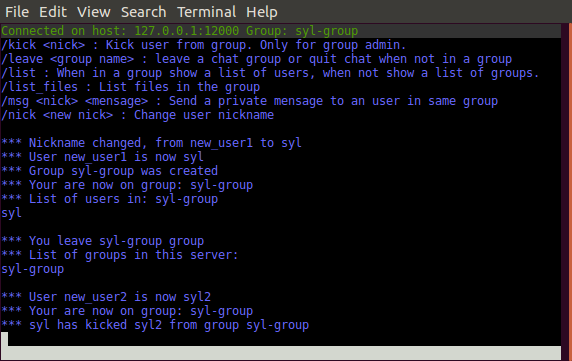 File Edit View Search Terminal Help
Connected on host: 127.0.0.1:12000 Group: syl-group
/kick <nick> : Kick user from group. Only for group admin.
/leave <group name> : leave a chat group or quit chat when not in a group
/list : When in a group show a list of users, when not show a list of groups.
/list_files : List files in the group
/msg <nick> <mensage> : Send a private mensage to an user in same group
/nick <new nick> : Change user nickname
*** Nickname changed, from new_user1 to syl
*** User new_user1 is now syl
*** Group syl-group was created
*** Your are now on group: syl-group
*** List of users in: syl-group
syl
*** You leave syl-group group
*** List of groups in this server:
syl-group
*** User new_user2 is now syl2
*** Your are now on group: syl-group
*** syl has kicked syl2 from group syl-group